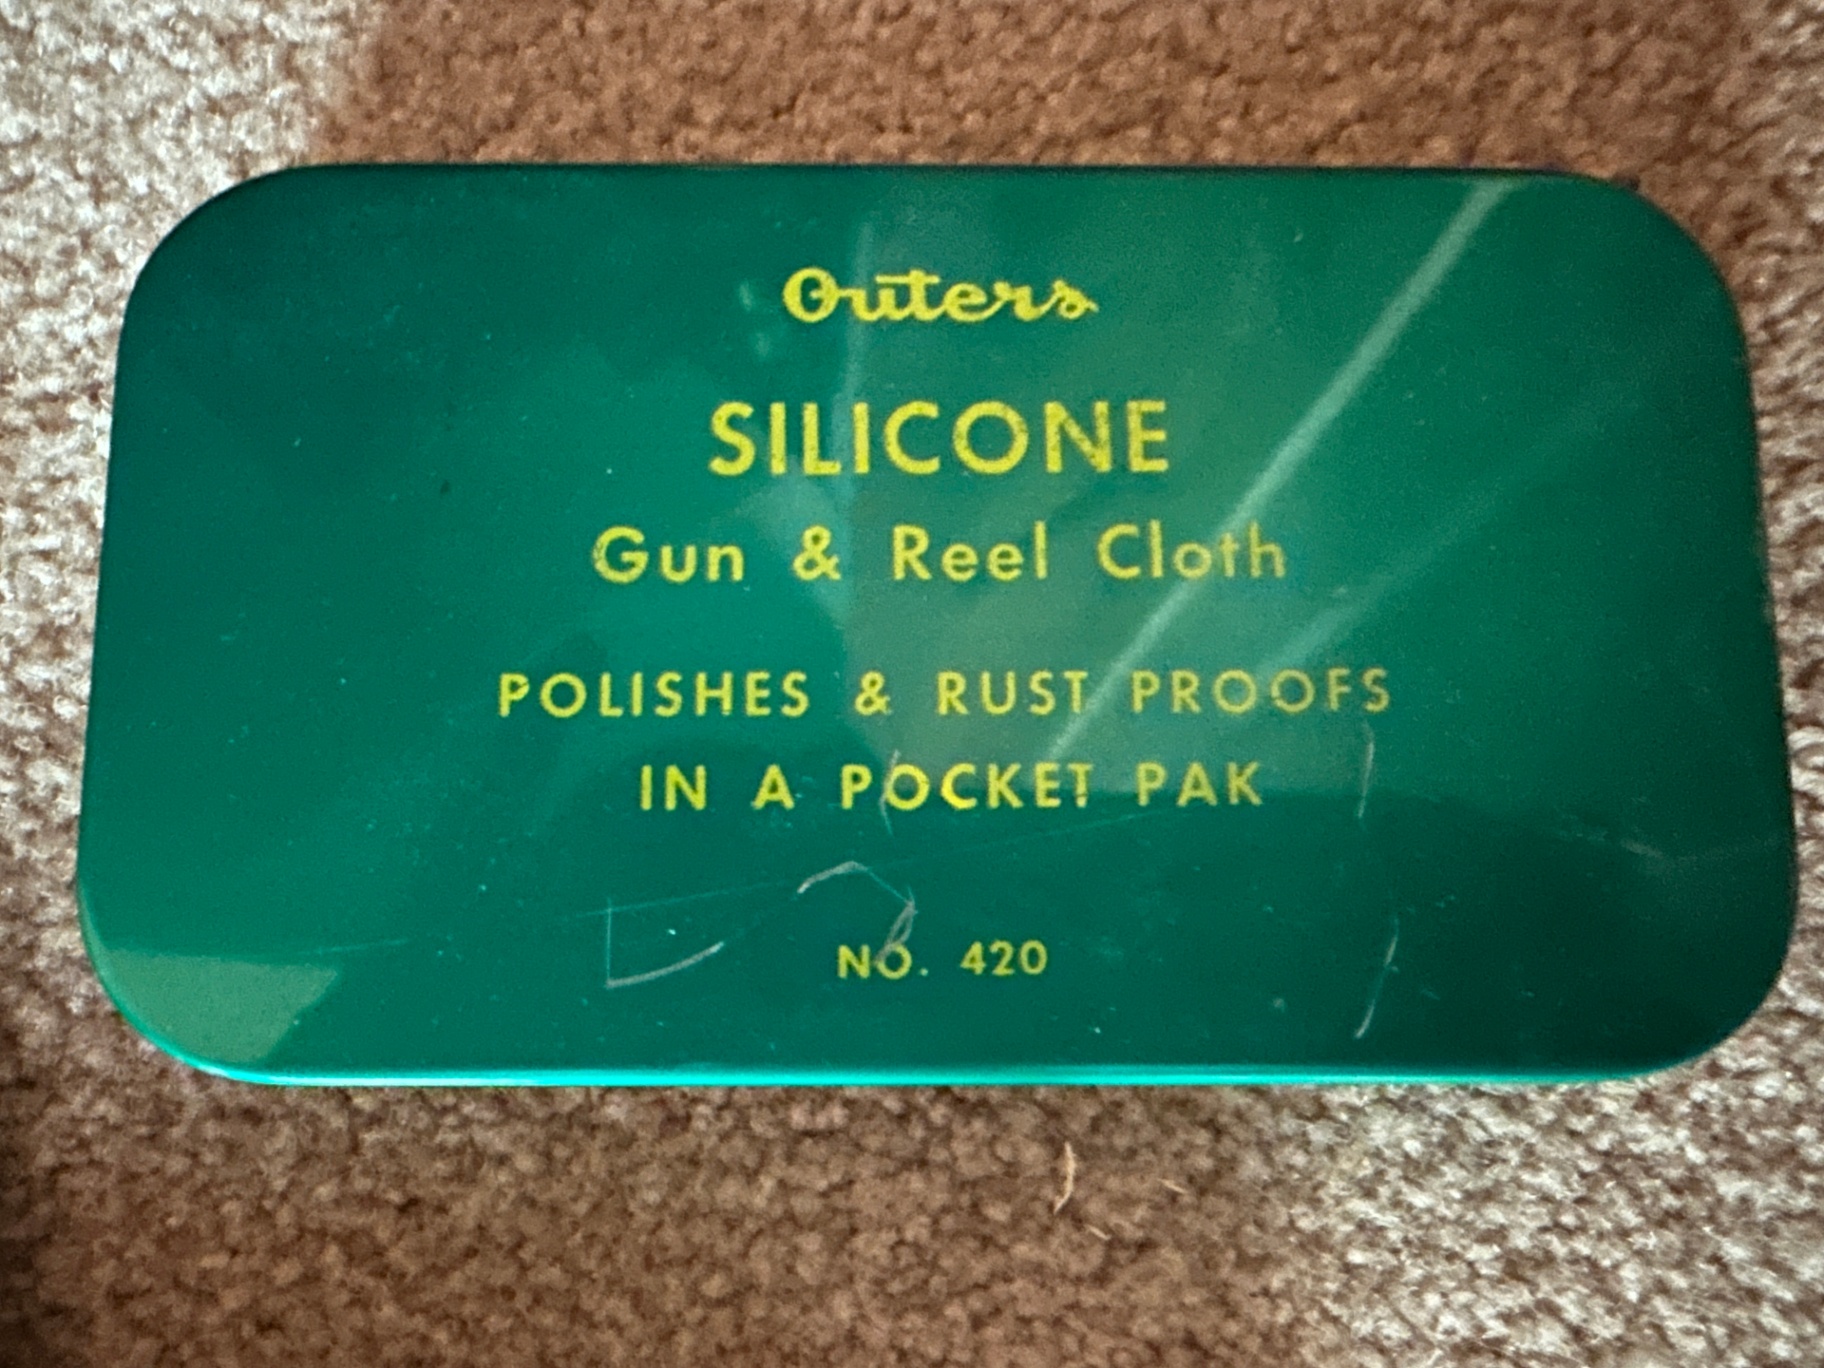 Outers
SILICONE
Gun & Reel Cloth
POLISHES & RUST PROOFS
IN A POCKET PAK
NO. 420